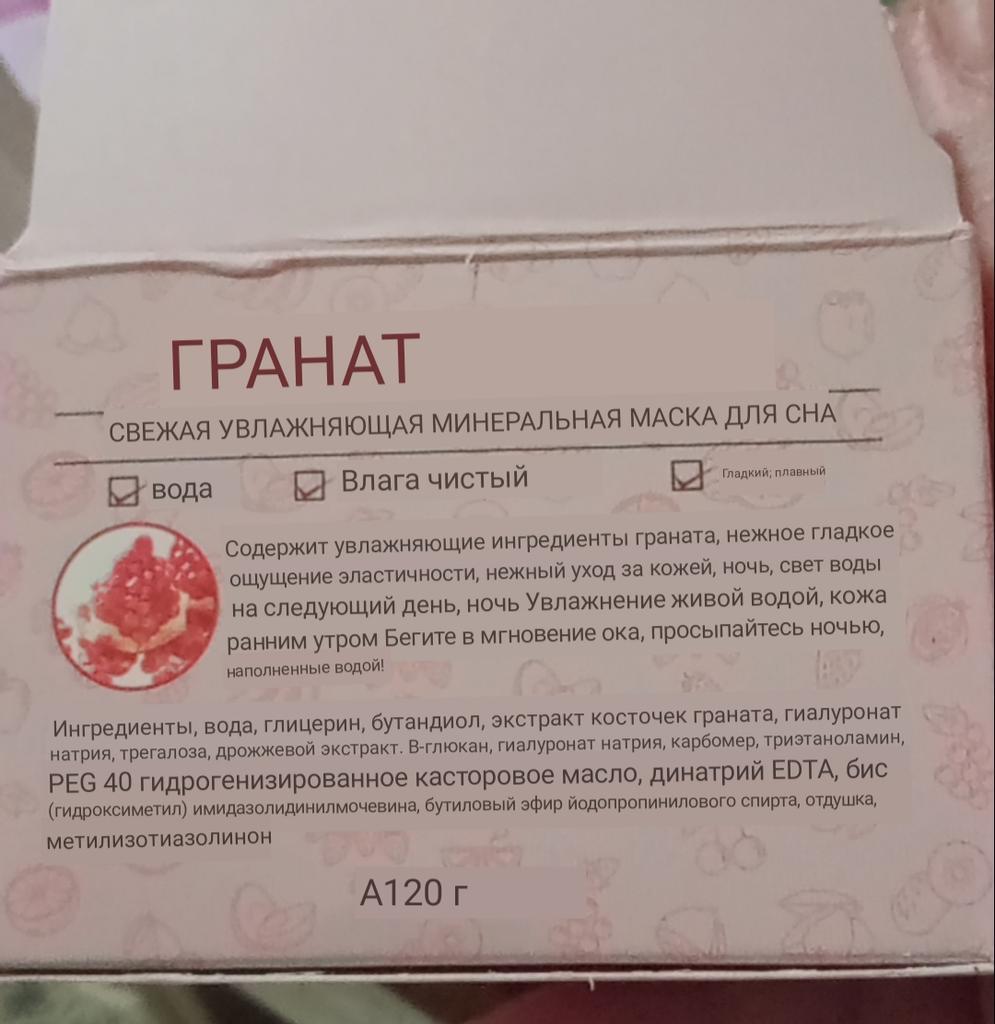 ГРАНАТ
СВЕЖАЯ УВЛАЖНЯЮЩАЯ МИНЕРАЛЬНАЯ МАСКА ДЛЯ СНА
вода Влага чистый Гладкий; плавный
Содержит увлажняющие ингредиенты граната, нежное гладкое
ощущение эластичности, нежный уход за кожей, ночь, свет воды
на следующий день, ночь Увлажнение живой водой, кожа
ранним утром Бегите в мгновение ока, просыпайтесь ночью,
наполненные водой!
Ингредиенты, вода, глицерин, бутандиол, экстракт косточек граната, гиалуронат
натрия, трегалоза, дрожжевой экстракт. В-глюкан, гиалуронат натрия, карбомер, триэтаноламин,
PEG 40 гидрогенизированное касторовое масло, динатрий EDTA, бис
(гидроксиметил) имидазолидинилмочевина, бутиловый эфир йодопропинилового спирта, отдушка,
метилизотиазолинон
А120 г